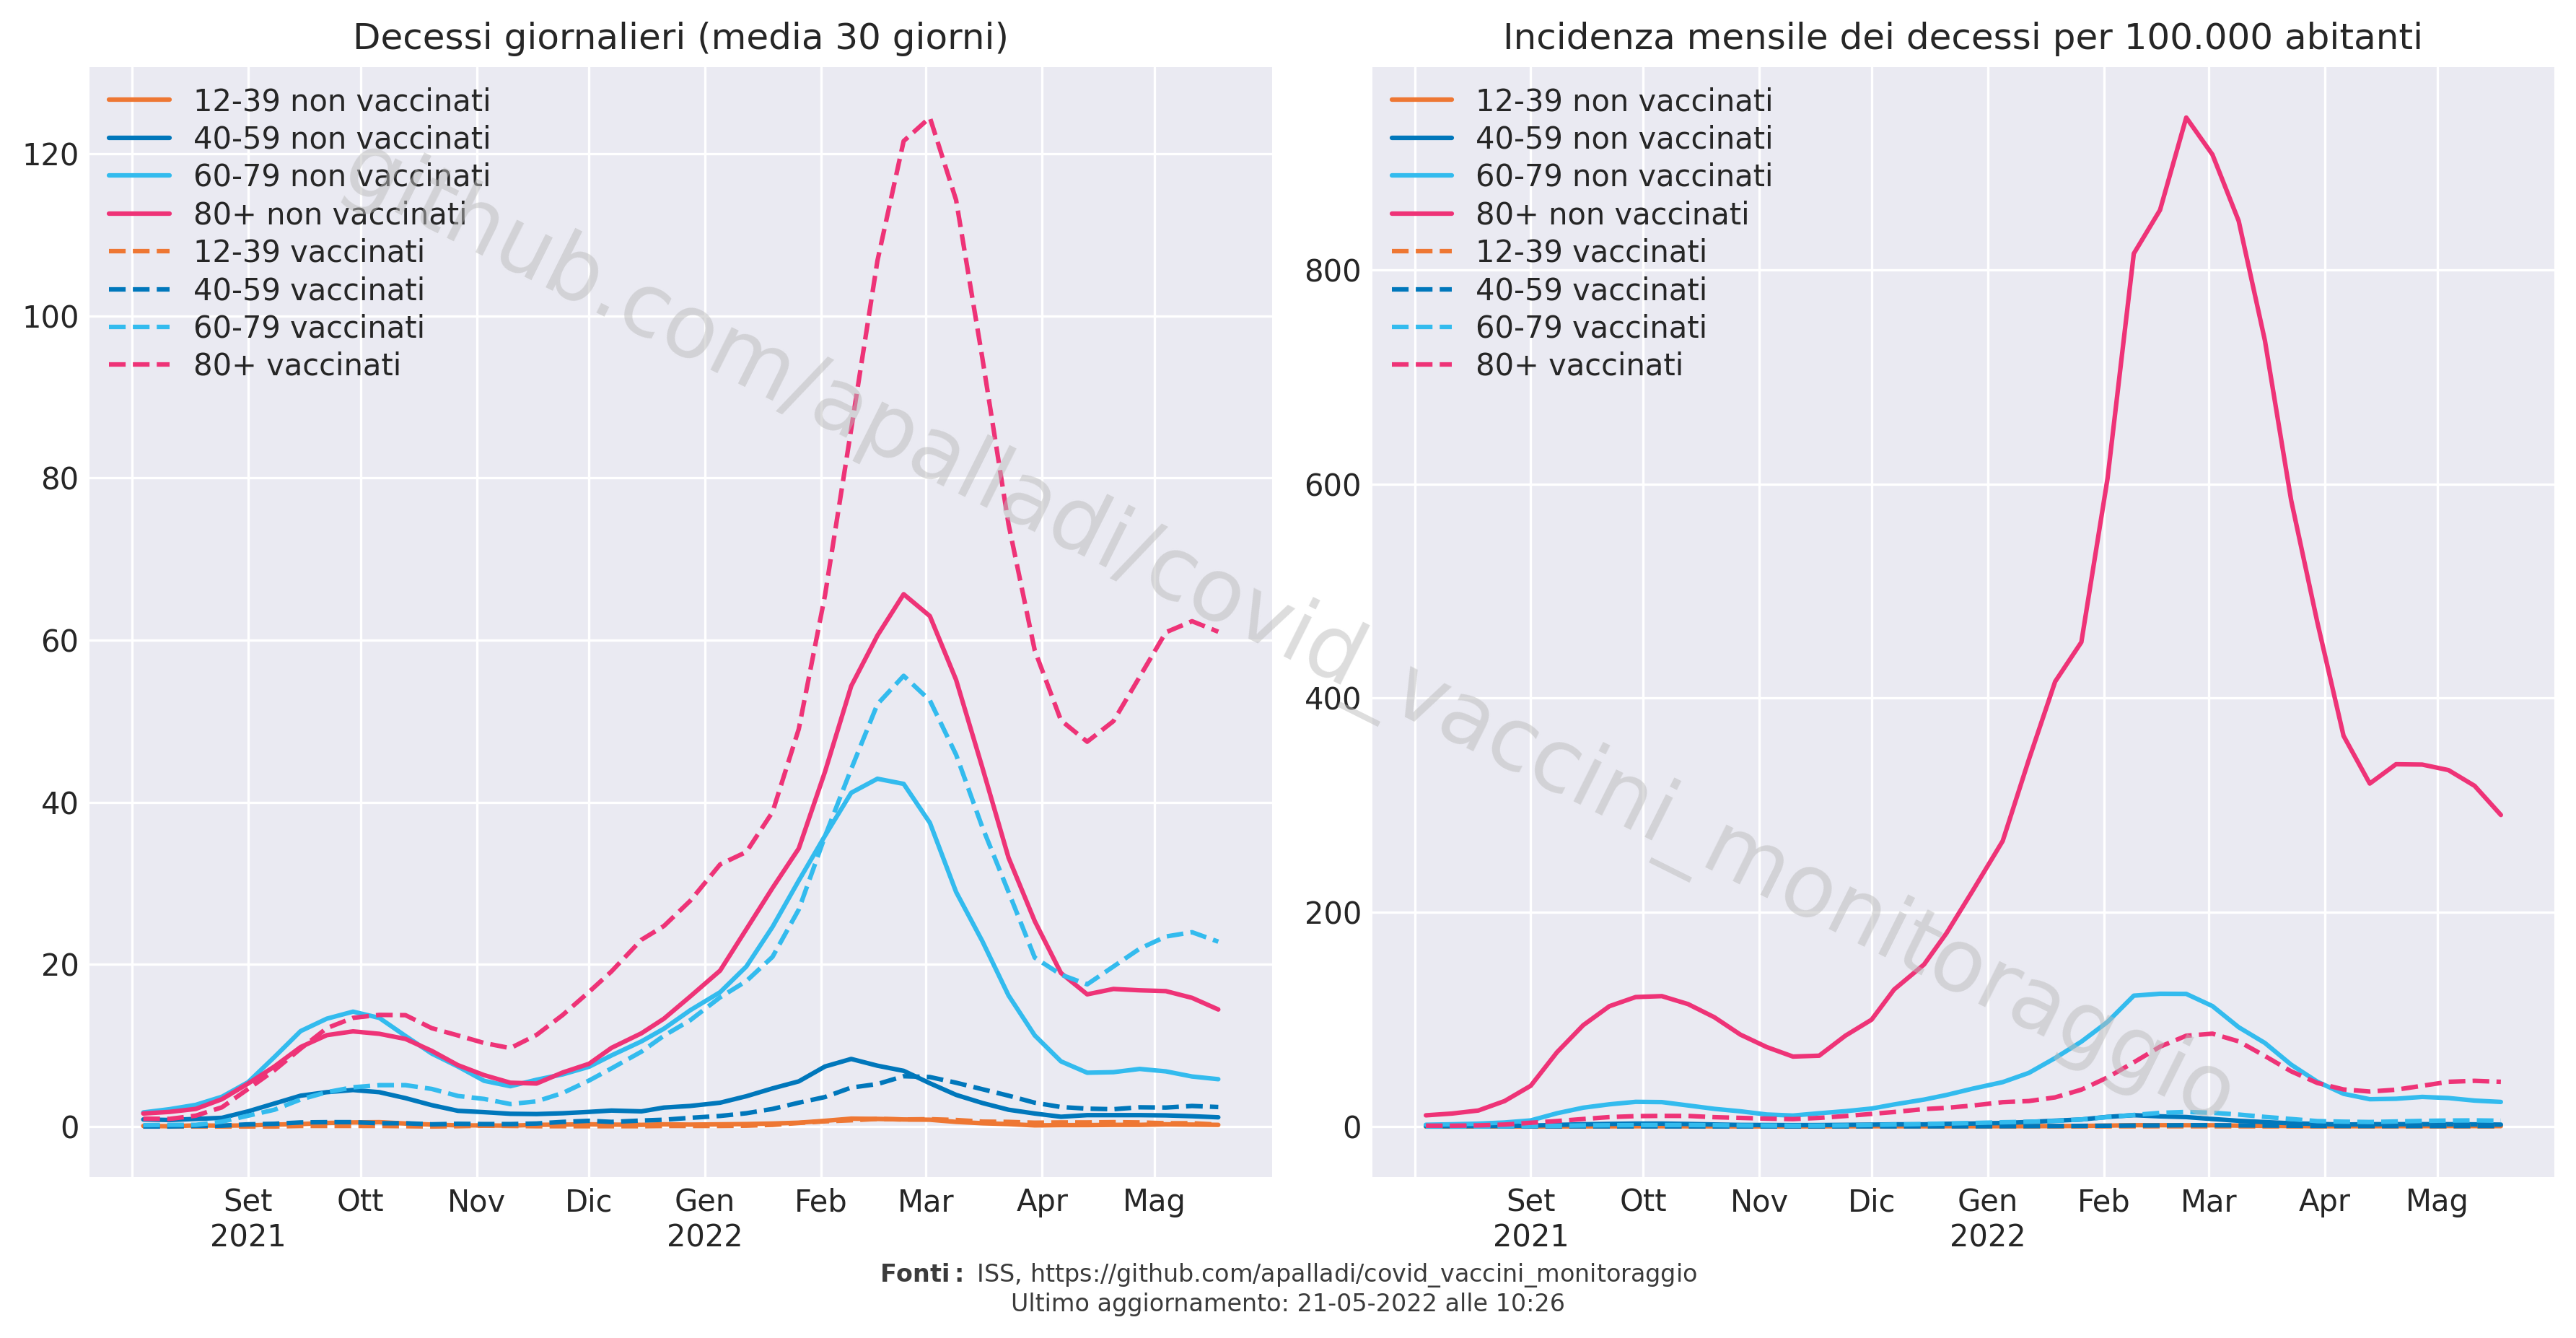 Decessi giornalieri (media 30 giorni)
120
100
80
60
40
20
0
12-39 non vaccinati
40-59 non vaccinati
60-79 non vaccinati
80+ non vaccinati
12-39 vaccinati
40-59 vaccinati
60-79 vaccinati
80+ vaccinati
Set Ott Nov Dic Gen Feb Mar Apr Mag
2021 2022
Incidenza mensile dei decessi per 100.000 abitanti
800
600
400
200
0
12-39 non vaccinati
40-59 non vaccinati
60-79 non vaccinati
80+ non vaccinati
12-39 vaccinati
40-59 vaccinati
60-79 vaccinati
80+ vaccinati
Set Ott Nov Dic Gen Feb Mar Apr Mag
2021 2022
github.com/apalladi/covid_vaccini_monitoraggio
Fonti: ISS, https://github.com/apalladi/covid_vaccini_monitoraggio
Ultimo aggiornamento: 21-05-2022 alle 10:26